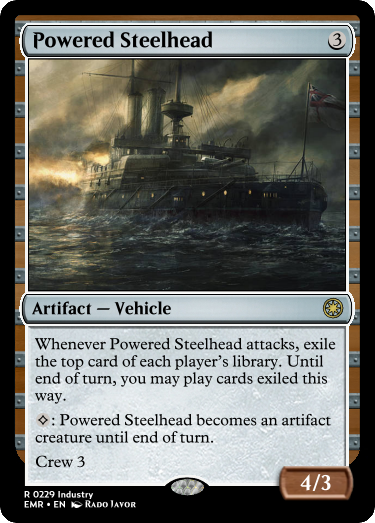 Powered Steelhead 3
Artifact — Vehicle
Whenever Powered Steelhead attacks, exile
the top card of each player's library. Until
end of turn, you may play cards exiled this
way.
: Powered Steelhead becomes an artifact
creature until end of turn.
Crew 3
4/3
R 0229 Industry
EMR • EN Rado Javor